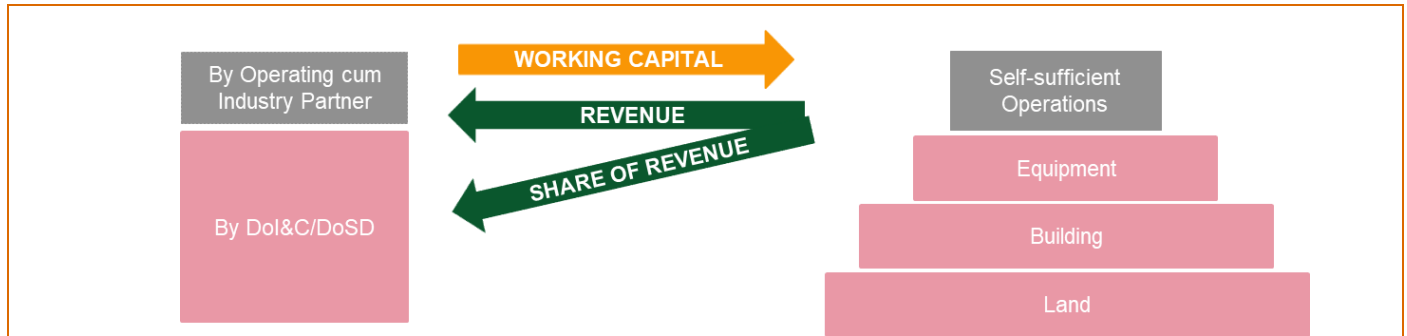 By Operating cum
Industry Partner
WORKING CAPITAL
REVENUE
SHARE OF REVENUE
By DoI&C/DoSD
Self-sufficient
Operations
Equipment
Building
Land